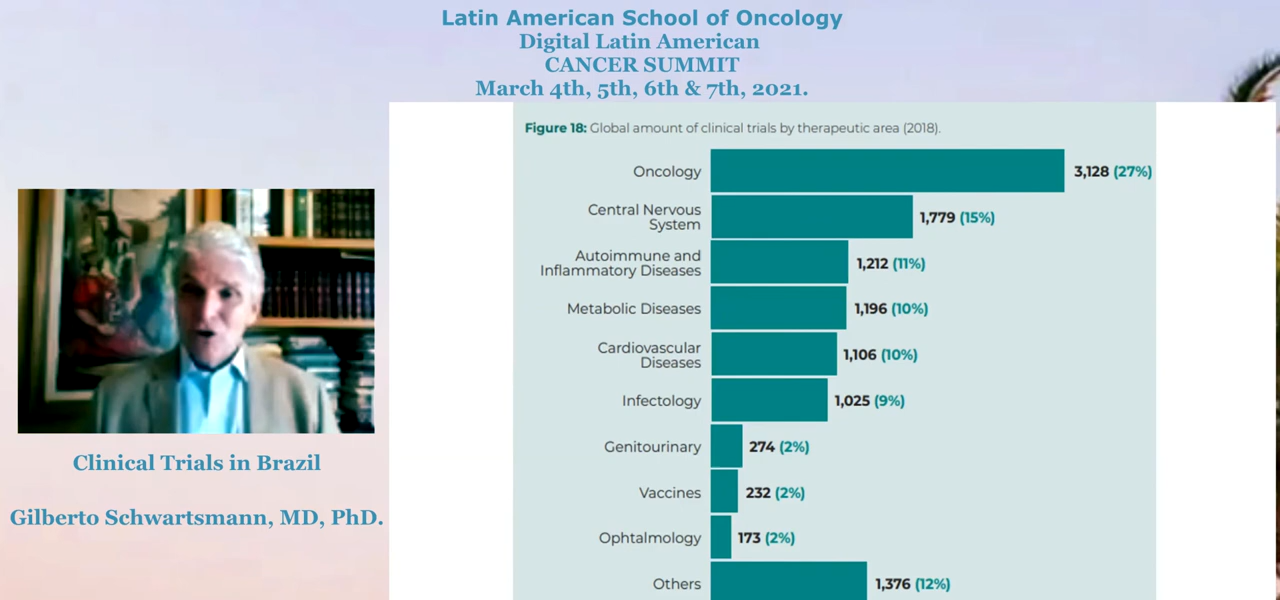 Latin American School of Oncology
Digital Latin American
CANCER SUMMIT
March 4th, 5th, 6th & 7th, 2021.
Figure 18: Global amount of clinical trials by therapeutic area (2018).
Oncology 3,128 (27%)
Central Nervous
System 1,779 (15%)
Autoimmune and
Inflammatory Diseases 1,212 (11%)
Metabolic Diseases 1,196 (10%)
Cardiovascular
Diseases 1,106 (10%)
Infectology 1,025 (9%)
Genitourinary 274 (2%)
Vaccines 232 (2%)
Ophtalmology 173 (2%)
Others 1,376 (12%)
Clinical Trials in Brazil
Gilberto Schwartsmann, MD, PhD.